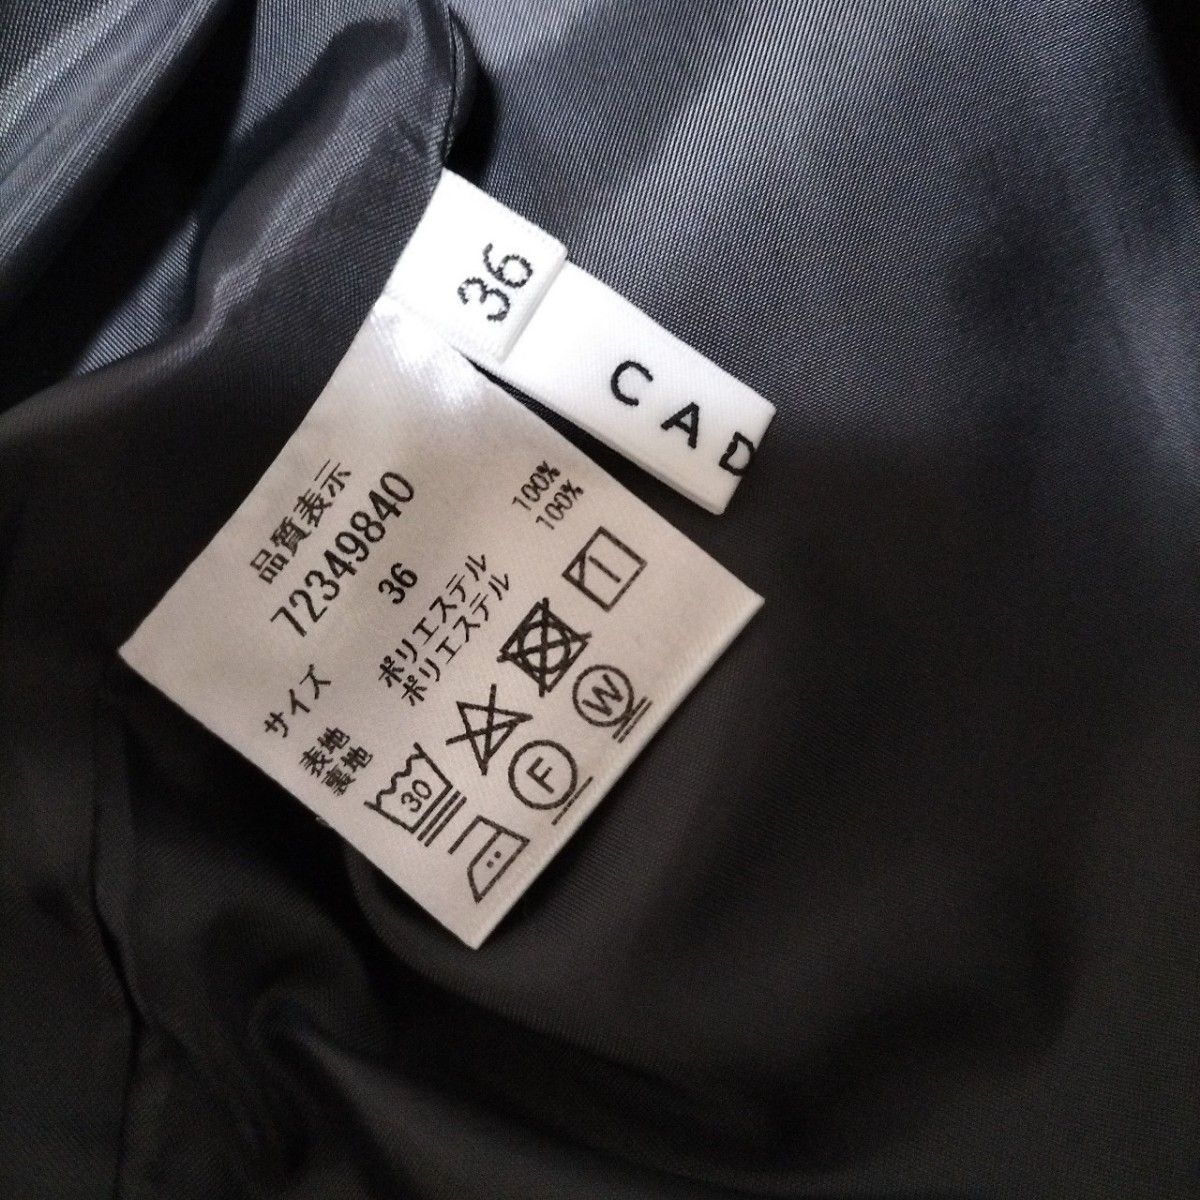 36
CAD
品質表示
72349840
サイズ 36
表地 ポリエステル 100%
裏地 ポリエステル 100%
30
F
W